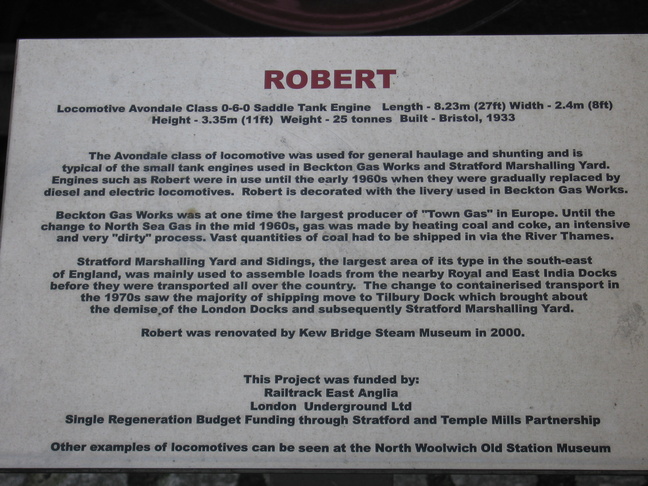 ROBERT
Locomotive Avondale Class 0-6-0 Saddle Tank Engine Length - 8.23m (27ft) Width - 2.4m (8ft)
Height - 3.35m (11ft) Weight - 25 tonnes Built - Bristol, 1933
The Avondale class of locomotive was used for general haulage and shunting and is
typical of the small tank engines used in Beckton Gas Works and Stratford Marshalling Yard.
Engines such as Robert were in use until the early 1960s when they were gradually replaced by
diesel and electric locomotives. Robert is decorated with the livery used in Beckton Gas Works.
Beckton Gas Works was at one time the largest producer of "Town Gas" in Europe. Until the
change to North Sea Gas in the mid 1960s, gas was made by heating coal and coke, an intensive
and very "dirty" process. Vast quantities of coal had to be shipped in via the River Thames.
Stratford Marshalling Yard and Sidings, the largest area of its type in the south-east
of England, was mainly used to assemble loads from the nearby Royal and East India Docks
before they were transported all over the country. The change to containerised transport in
the 1970s saw the majority of shipping move to Tilbury Dock which brought about
the demise of the London Docks and subsequently Stratford Marshalling Yard.
Robert was renovated by Kew Bridge Steam Museum in 2000.
This Project was funded by:
Railtrack East Anglia
London Underground Ltd
Single Regeneration Budget Funding through Stratford and Temple Mills Partnership
Other examples of locomotives can be seen at the North Woolwich Old Station Museum